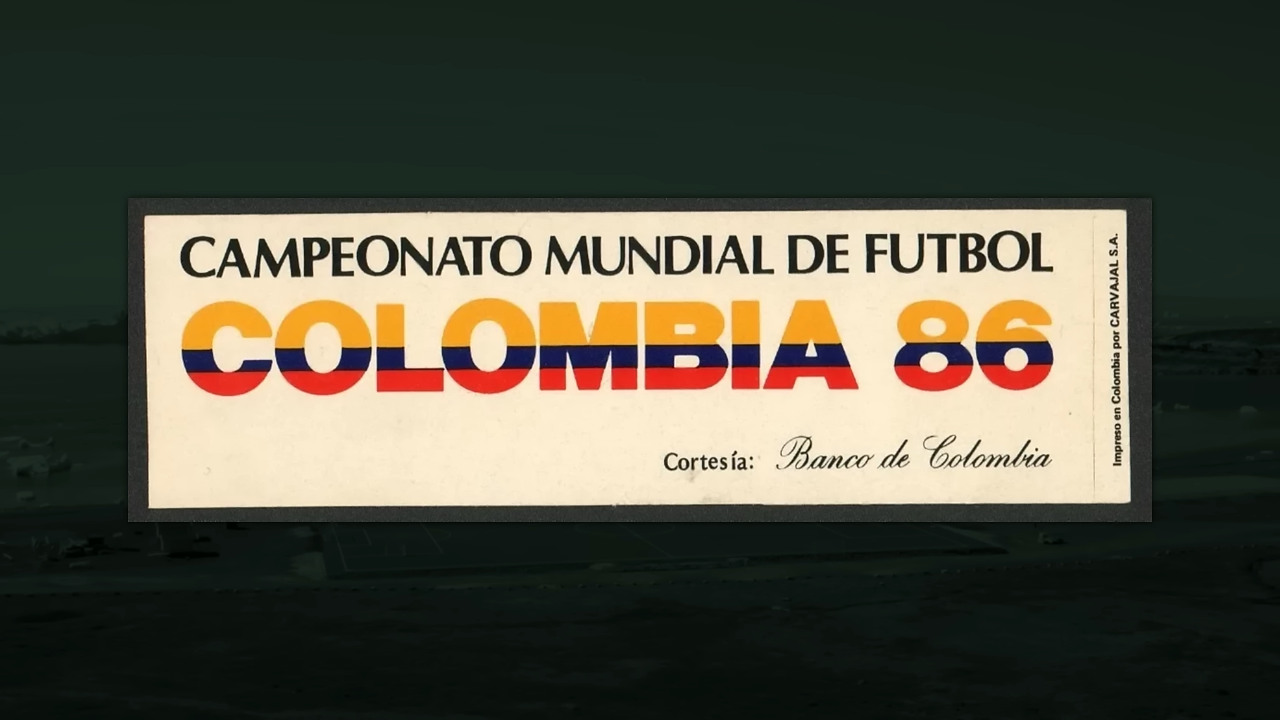 CAMPEONATO MUNDIAL DE FUTBOL
COLOMBIA 86
Cortesía: Banco de Colombia
Impreso en Colombia por CARVAJAL S.A.